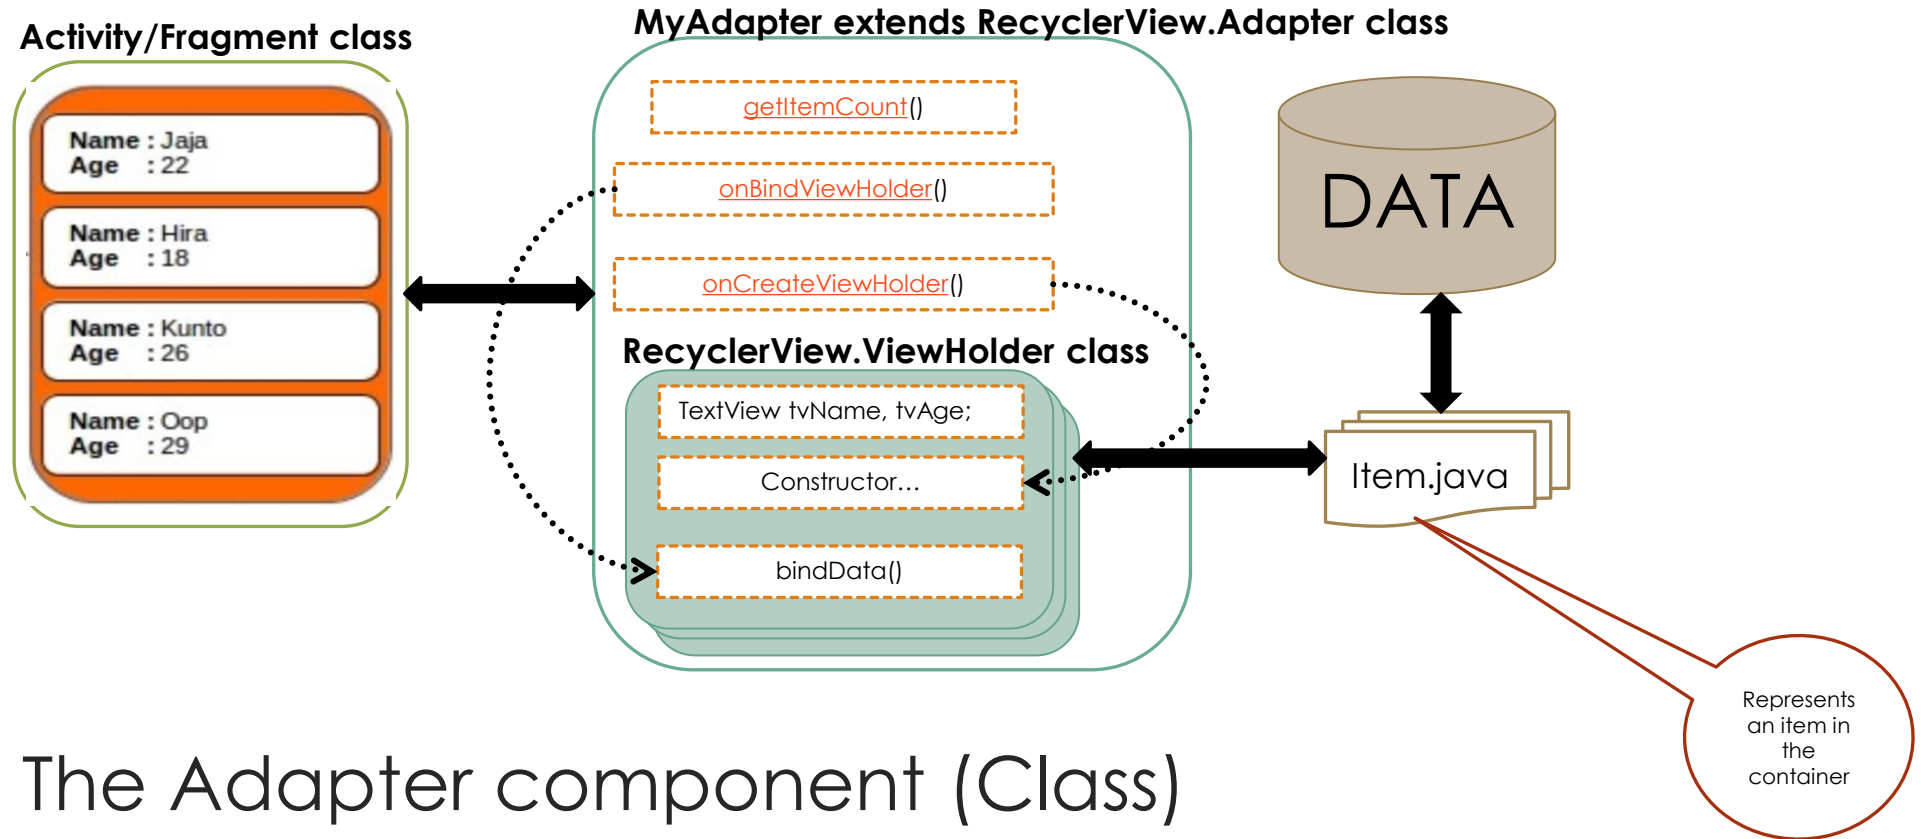 Activity/Fragment class
Name : Jaja
Age : 22
Name : Hira
Age : 18
Name : Kunto
Age : 26
Name : Oop
Age : 29
MyAdapter extends RecyclerView.Adapter class
getItemCount()
onBindViewHolder()
onCreateViewHolder()
RecyclerView.ViewHolder class
TextView tvName, tvAge;
Constructor...
bindData()
DATA
Item.java
Represents
an item in
the
container
The Adapter component (Class)